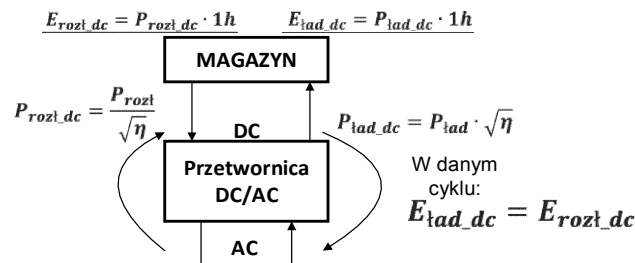 E_rozł_dc = P_rozł_dc · 1h
E_ład_dc = P_ład_dc · 1h
MAGAZYN
P_rozł_dc = P_rozł / √η
DC
P_ład_dc = P_ład · √η
Przetwornica
DC/AC
W danym
cyklu:
E_ład_dc = E_rozł_dc
AC